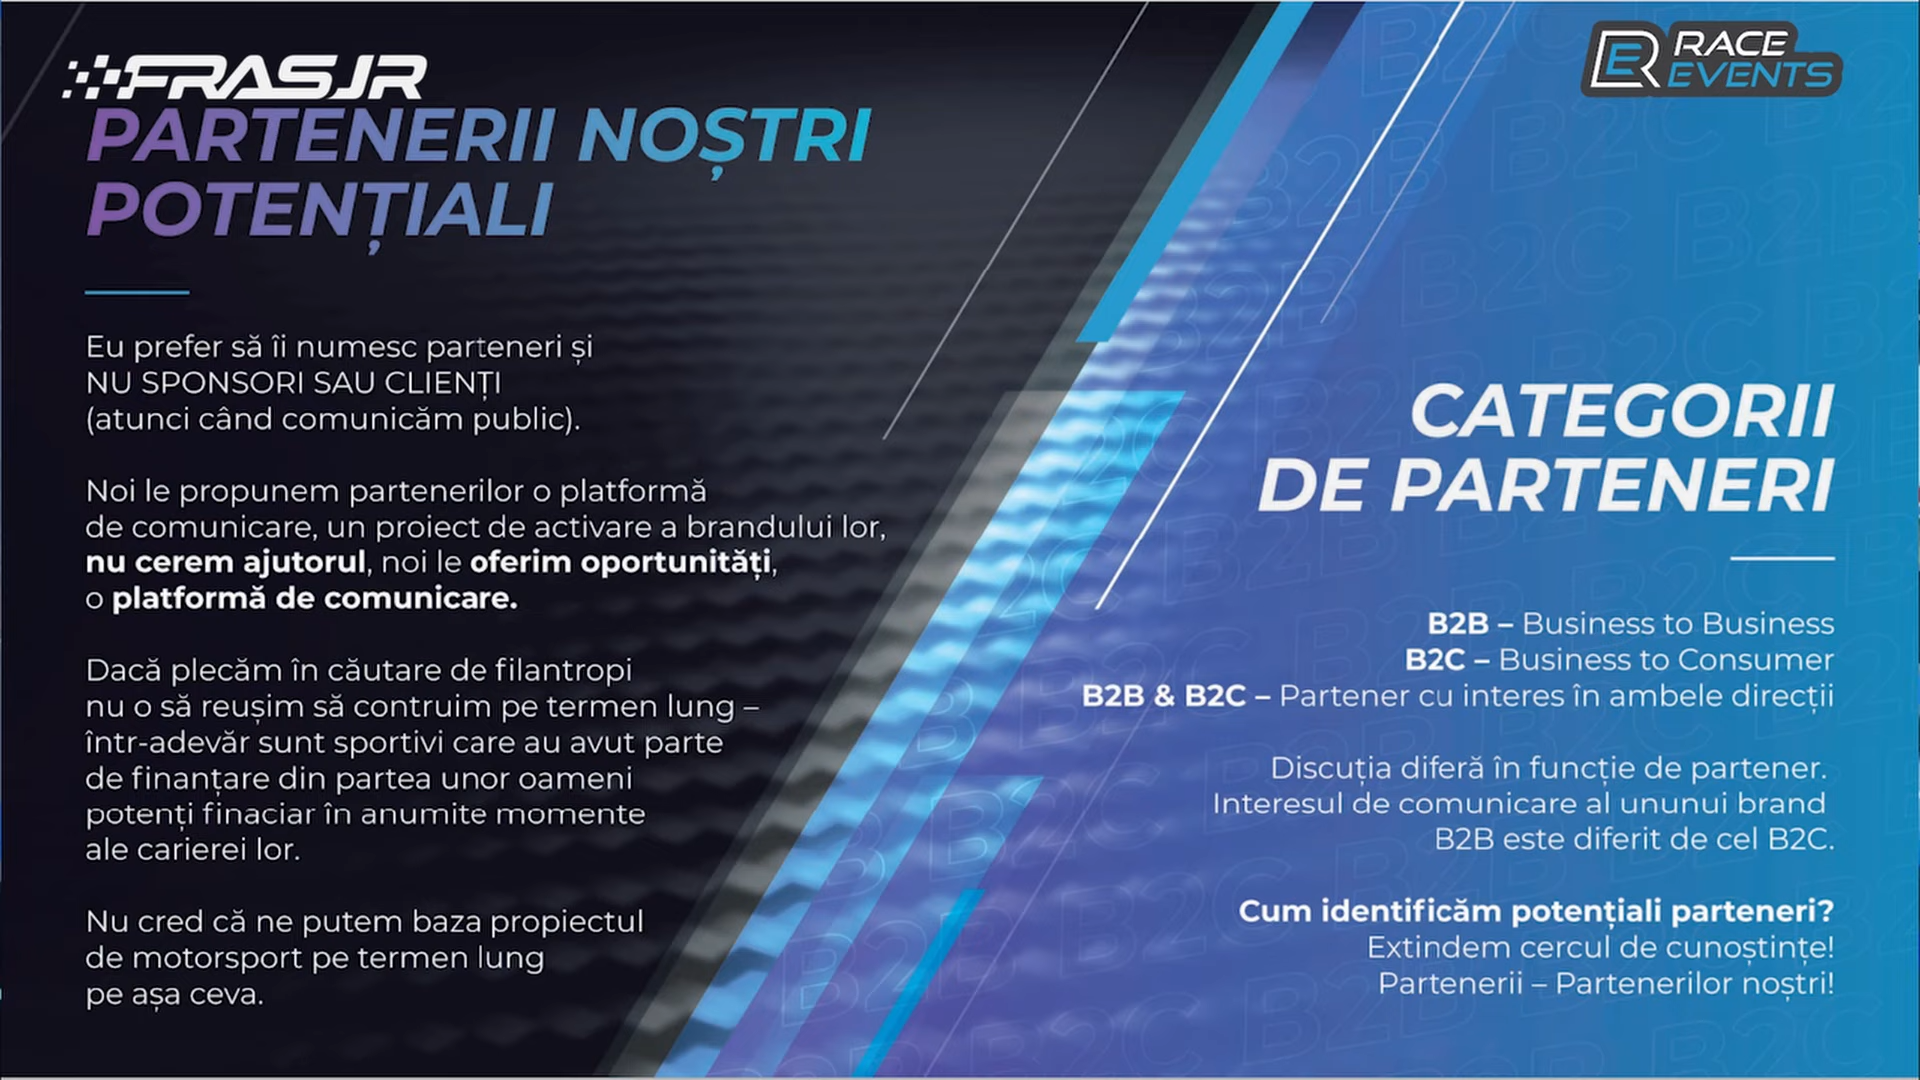 FRASJR
PARTENERII NOȘTRI
POTENȚIALI
Eu prefer să îi numesc parteneri și
NU SPONSORI SAU CLIENȚI
(atunci când comunicăm public).
Noi le propunem partenerilor o platformă
de comunicare, un proiect de activare a brandului lor,
nu cerem ajutorul, noi le oferim oportunități,
o platformă de comunicare.
Dacă plecăm în căutare de filantropi
nu o să reușim să contruim pe termen lung –
într-adevăr sunt sportivi care au avut parte
de finanțare din partea unor oameni
potenți finaciar în anumite momente
ale carierei lor.
Nu cred că ne putem baza propiectul
de motorsport pe termen lung
pe așa ceva.
RACE
EVENTS
CATEGORII
DE PARTENERI
B2B – Business to Business
B2C – Business to Consumer
B2B & B2C – Partener cu interes în ambele direcții
Discuția diferă în funcție de partener.
Interesul de comunicare al ununui brand
B2B este diferit de cel B2C.
Cum identificăm potențiali parteneri?
Extindem cercul de cunoștințe!
Partenerii – Partenerilor noștri!